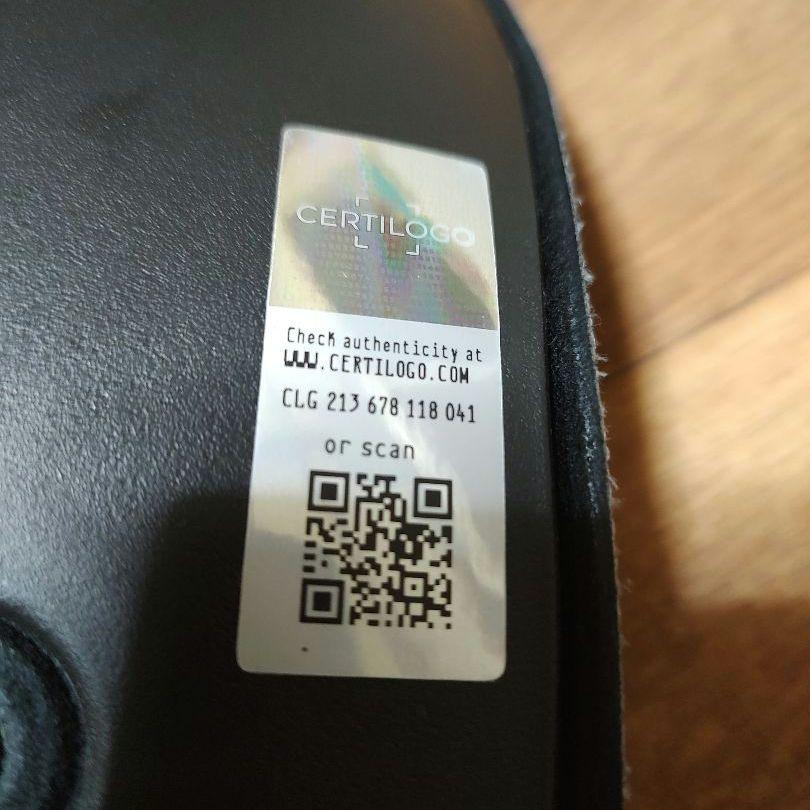 CERTILOGO
Check authenticity at
WWW.CERTILOGO.COM
CLG 213 678 118 041
or scan